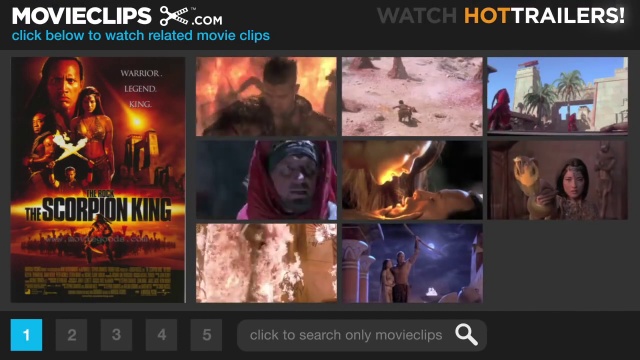 MOVIECLIPS .COM
WATCH HOTTRAILERS!
click below to watch related movie clips
WARRIOR.
LEGEND.
KING.
THE ROCK
THE SCORPION KING
1 2 3 4 5
click to search only movieclips